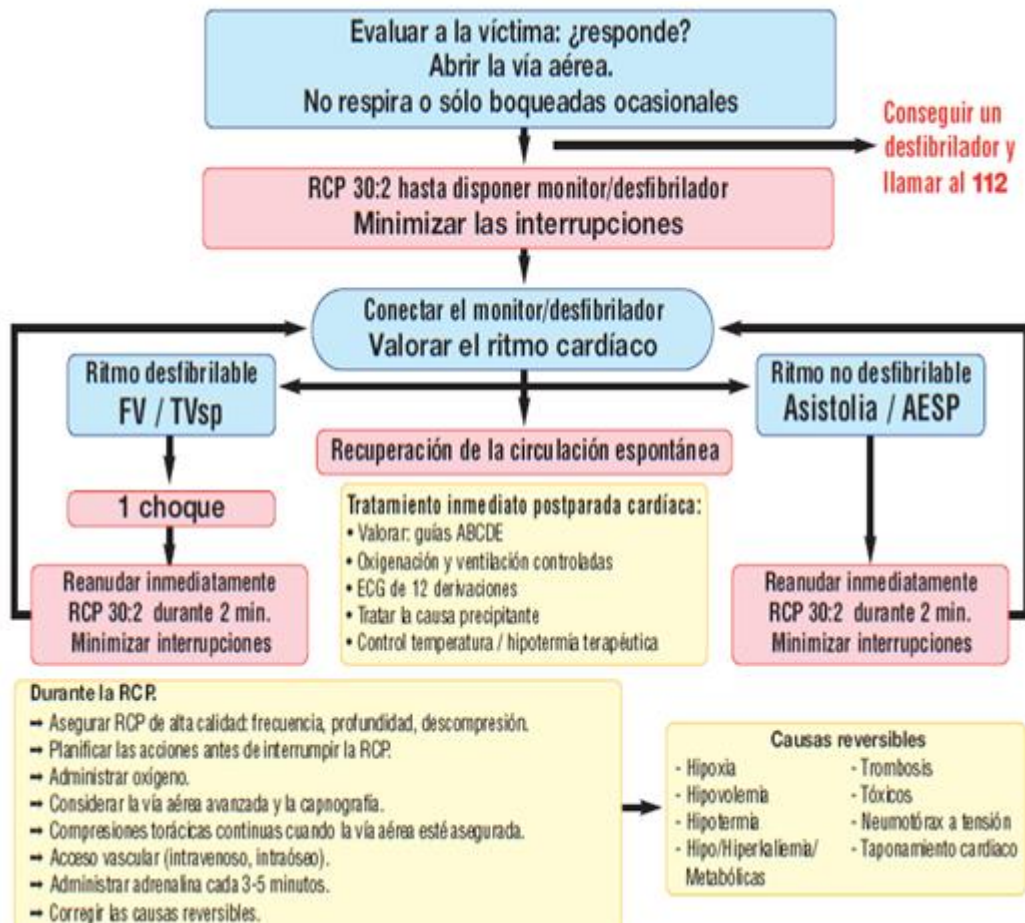 Evaluar a la víctima: ¿responde?
Abrir la vía aérea.
No respira o sólo boqueadas ocasionales
Conseguir un
desfibrilador y
llamar al 112
RCP 30:2 hasta disponer monitor/desfibrilador
Minimizar las interrupciones
Conectar el monitor/desfibrilador
Valorar el ritmo cardíaco
Ritmo desfibrilable
FV / TVsp
1 choque
Reanudar inmediatamente
RCP 30:2 durante 2 min.
Minimizar interrupciones
Recuperación de la circulación espontánea
Tratamiento inmediato postparada cardíaca:
• Valorar: guías ABCDE
• Oxigenación y ventilación controladas
• ECG de 12 derivaciones
• Tratar la causa precipitante
• Control temperatura / hipotermia terapéutica
Ritmo no desfibrilable
Asistolia / AESP
Reanudar inmediatamente
RCP 30:2 durante 2 min.
Minimizar interrupciones
Durante la RCP.
➡ Asegurar RCP de alta calidad: frecuencia, profundidad, descompresión.
➡ Planificar las acciones antes de interrumpir la RCP.
➡ Administrar oxígeno.
➡ Considerar la vía aérea avanzada y la capnografía.
➡ Compresiones torácicas continuas cuando la vía aérea esté asegurada.
➡ Acceso vascular (intravenoso, intraóseo).
➡ Administrar adrenalina cada 3-5 minutos.
➡ Corregir las causas reversibles.
Causas reversibles
- Hipoxia
- Hipovolemia
- Hipotermia
- Hipo/Hiperkaliemia/
Metabólicas
- Trombosis
- Tóxicos
- Neumotórax a tensión
- Taponamiento cardíaco